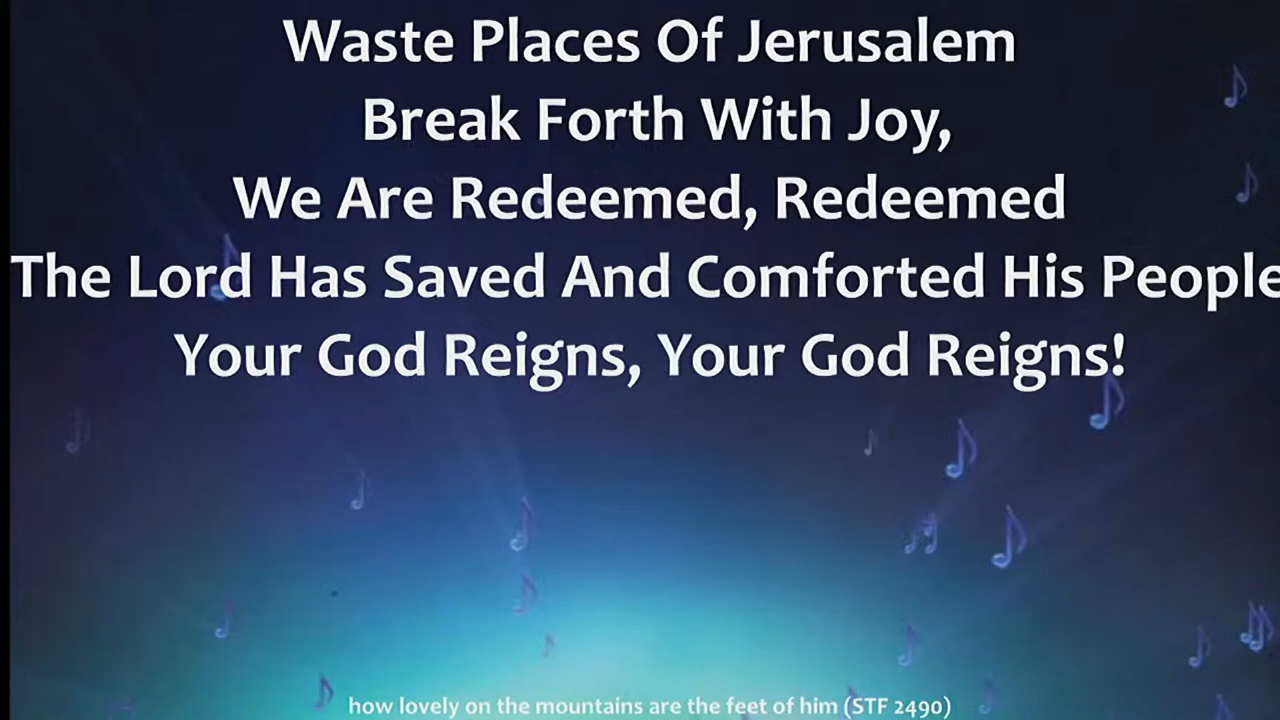 Waste Places Of Jerusalem
Break Forth With Joy,
We Are Redeemed, Redeemed
The Lord Has Saved And Comforted His People
Your God Reigns, Your God Reigns!
how lovely on the mountains are the feet of him (STF 2490)